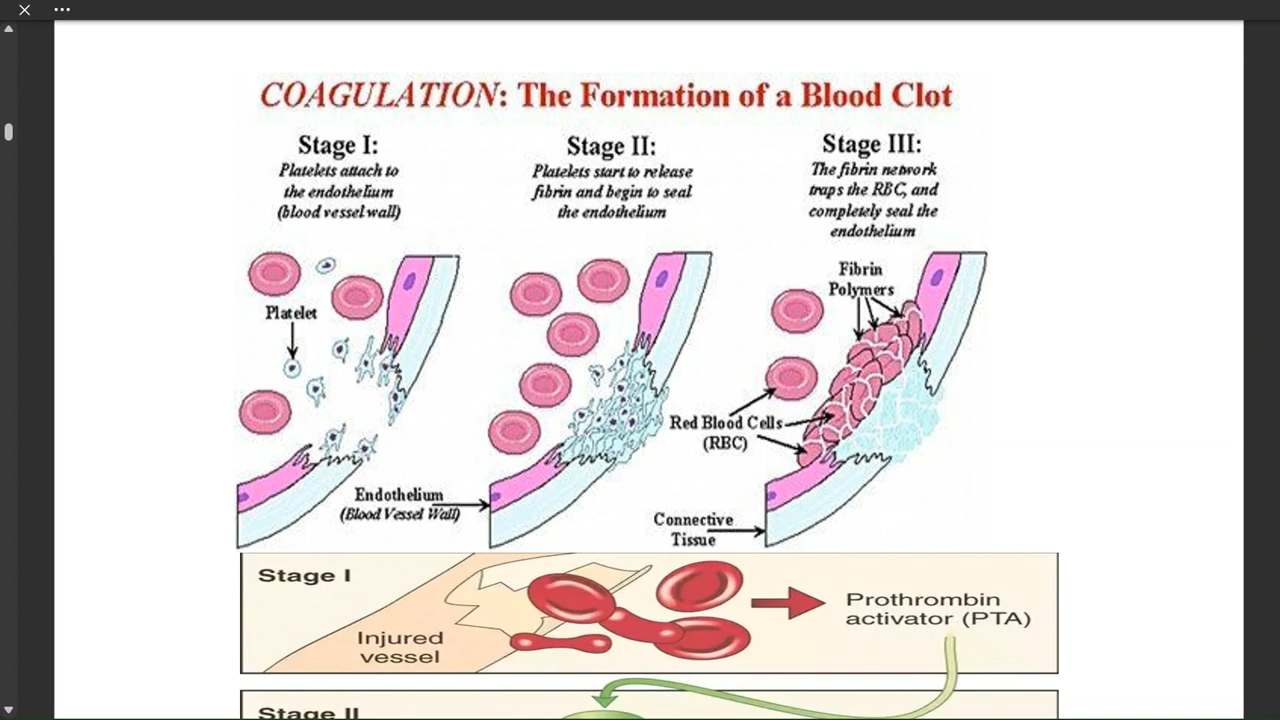 COAGULATION: The Formation of a Blood Clot
Stage I:
Platelets attach to
the endothelium
(blood vessel wall)
Stage II:
Platelets start to release
fibrin and begin to seal
the endothelium
Stage III:
The fibrin network
traps the RBC, and
completely seal the
endothelium
Platelet
Fibrin
Polymers
Red Blood Cells
(RBC)
Endothelium
(Blood Vessel Wall)
Connective
Tissue
Stage I
Injured
vessel
Prothrombin
activator (PTA)
Stage II